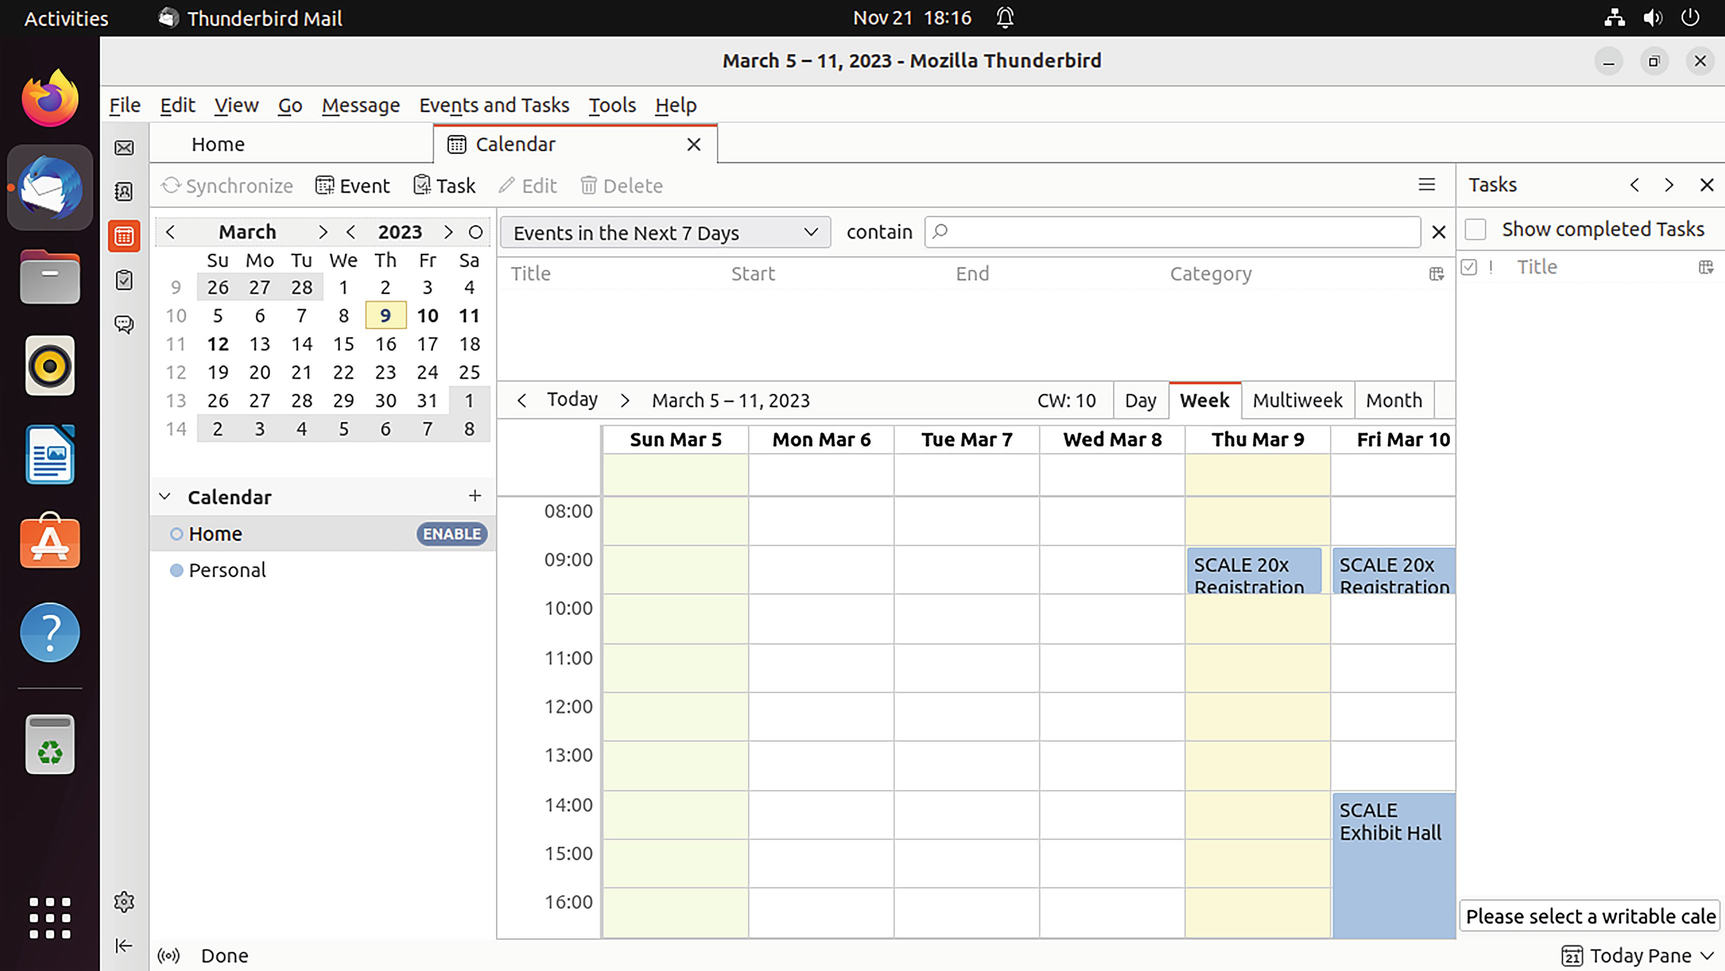 Activities Thunderbird Mail Nov 21 18:16
March 5 – 11, 2023 - Mozilla Thunderbird
File Edit View Go Message Events and Tasks Tools Help
Home Calendar
Synchronize Event Task Edit Delete
Tasks
March 2023
Su Mo Tu We Th Fr Sa
9 26 27 28 1 2 3 4
10 5 6 7 8 9 10 11
11 12 13 14 15 16 17 18
12 19 20 21 22 23 24 25
13 26 27 28 29 30 31 1
14 2 3 4 5 6 7 8
Calendar +
Home ENABLE
Personal
Events in the Next 7 Days contain
Title Start End Category
Today March 5 – 11, 2023 CW: 10 Day Week Multiweek Month
Sun Mar 5 Mon Mar 6 Tue Mar 7 Wed Mar 8 Thu Mar 9 Fri Mar 10
08:00
09:00
10:00
11:00
12:00
13:00
14:00
15:00
16:00
SCALE 20x
Registration
SCALE 20x
Registration
SCALE
Exhibit Hall
Show completed Tasks
! Title
Please select a writable cale
Done
21 Today Pane